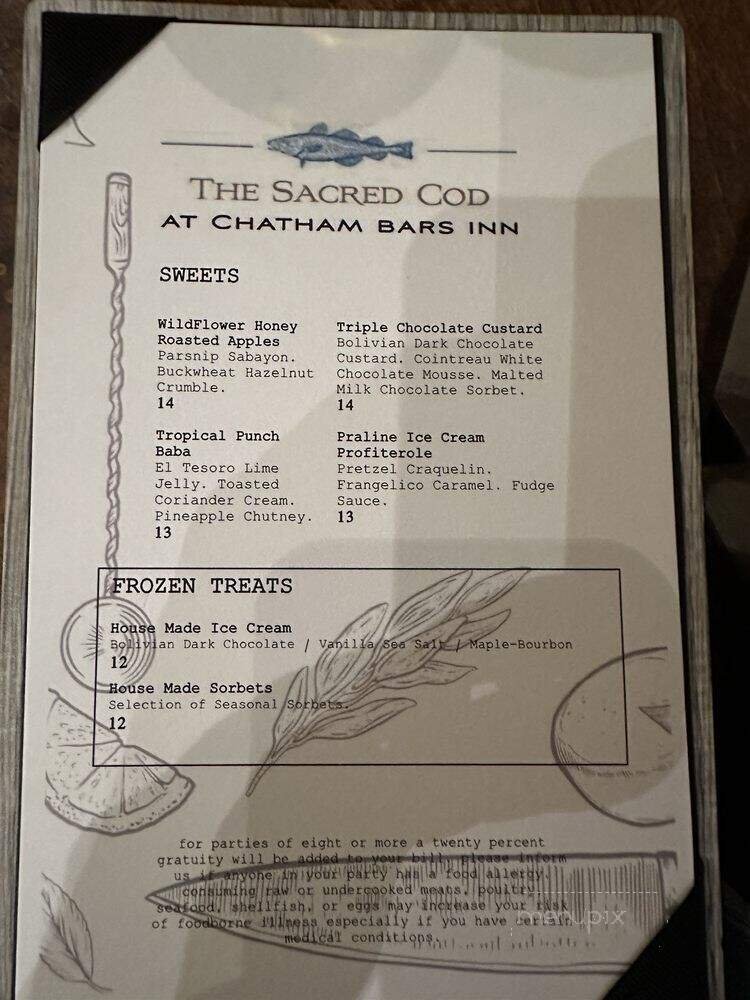 THE SACRED COD
AT CHATHAM BARS INN
SWEETS
WildFlower Honey
Roasted Apples
Parsnip Sabayon.
Buckwheat Hazelnut
Crumble.
14
Triple Chocolate Custard
Bolivian Dark Chocolate
Custard. Cointreau White
Chocolate Mousse. Malted
Milk Chocolate Sorbet.
14
Tropical Punch
Baba
El Tesoro Lime
Jelly. Toasted
Coriander Cream.
Pineapple Chutney.
13
Praline Ice Cream
Profiterole
Pretzel Craquelin.
Frangelico Caramel. Fudge
Sauce.
13
FROZEN TREATS
House Made Ice Cream
Bolivian Dark Chocolate / Vanilla Sea Salt / Maple-Bourbon
12
House Made Sorbets
Selection of Seasonal Sorbets.
12
for parties of eight or more a twenty percent
gratuity will be added to your bill, please inform
us if anyone in your party has a food allergy.
consuming raw or undercooked means, poultry,
seafood, shellfish, or eggs may increase your risk
of foodborne illness especially if you have certain
medical conditions.
menupix